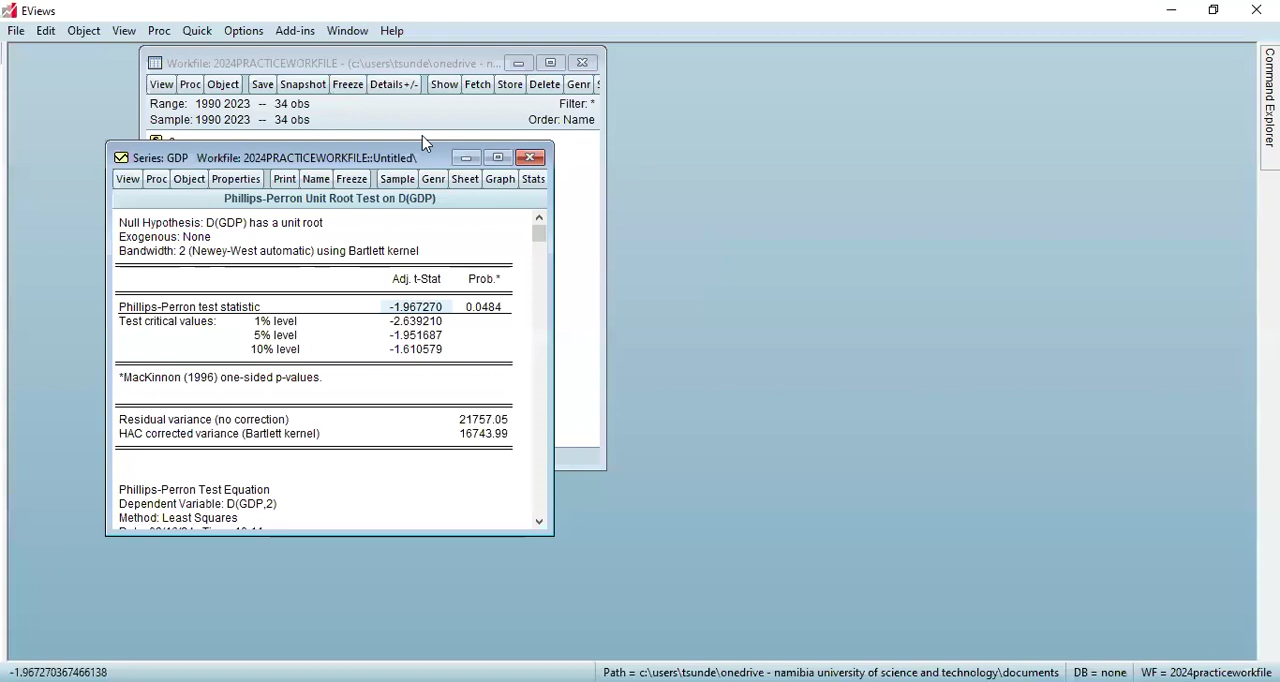 EViews
File Edit Object View Proc Quick Options Add-ins Window Help
Command Explorer
Workfile: 2024PRACTICEWORKFILE - (c:\users\tsunde\onedrive - n...
View Proc Object Save Snapshot Freeze Details+/- Show Fetch Store Delete Genr
Range: 1990 2023 -- 34 obs Filter: *
Sample: 1990 2023 -- 34 obs Order: Name
Series: GDP Workfile: 2024PRACTICEWORKFILE::Untitled\
View Proc Object Properties Print Name Freeze Sample Genr Sheet Graph Stats
Phillips-Perron Unit Root Test on D(GDP)
Null Hypothesis: D(GDP) has a unit root
Exogenous: None
Bandwidth: 2 (Newey-West automatic) using Bartlett kernel
Adj. t-Stat Prob.*
Phillips-Perron test statistic -1.967270 0.0484
Test critical values: 1% level -2.639210
5% level -1.951687
10% level -1.610579
*MacKinnon (1996) one-sided p-values.
Residual variance (no correction) 21757.05
HAC corrected variance (Bartlett kernel) 16743.99
Phillips-Perron Test Equation
Dependent Variable: D(GDP,2)
Method: Least Squares
-1.967270367466138 Path = c:\users\tsunde\onedrive - namibia university of science and technology\documents DB = none WF = 2024practiceworkfile